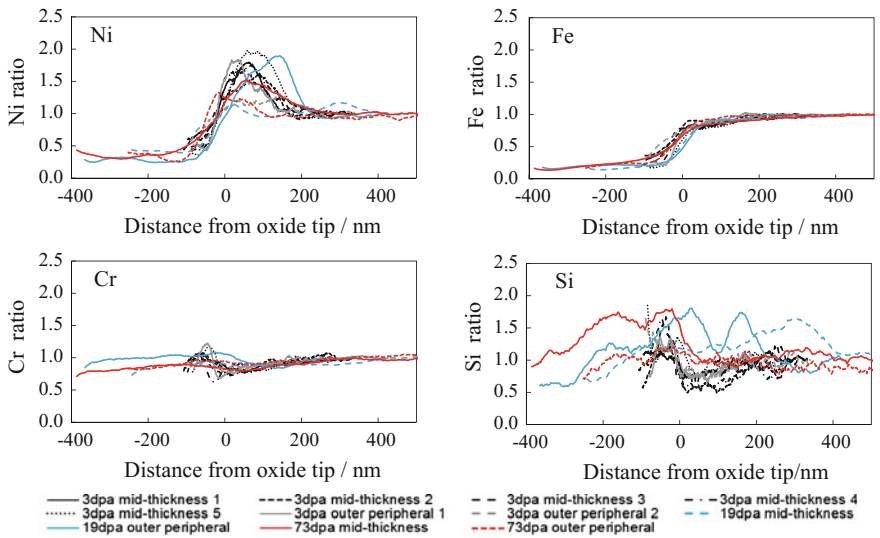 Ni
Ni ratio
2.5
2.0
1.5
1.0
0.5
0.0
-400 -200 0 200 400
Distance from oxide tip / nm
Fe
Fe ratio
2.5
2.0
1.5
1.0
0.5
0.0
-400 -200 0 200 400
Distance from oxide tip / nm
Cr
Cr ratio
2.5
2.0
1.5
1.0
0.5
0.0
-400 -200 0 200 400
Distance from oxide tip / nm
Si
Si ratio
2.5
2.0
1.5
1.0
0.5
0.0
-400 -200 0 200 400
Distance from oxide tip/nm
3dpa mid-thickness 1 3dpa mid-thickness 2 3dpa mid-thickness 3 3dpa mid-thickness 4
3dpa mid-thickness 5 3dpa outer peripheral 1 3dpa outer peripheral 2 19dpa mid-thickness
19dpa outer peripheral 73dpa mid-thickness 73dpa outer peripheral